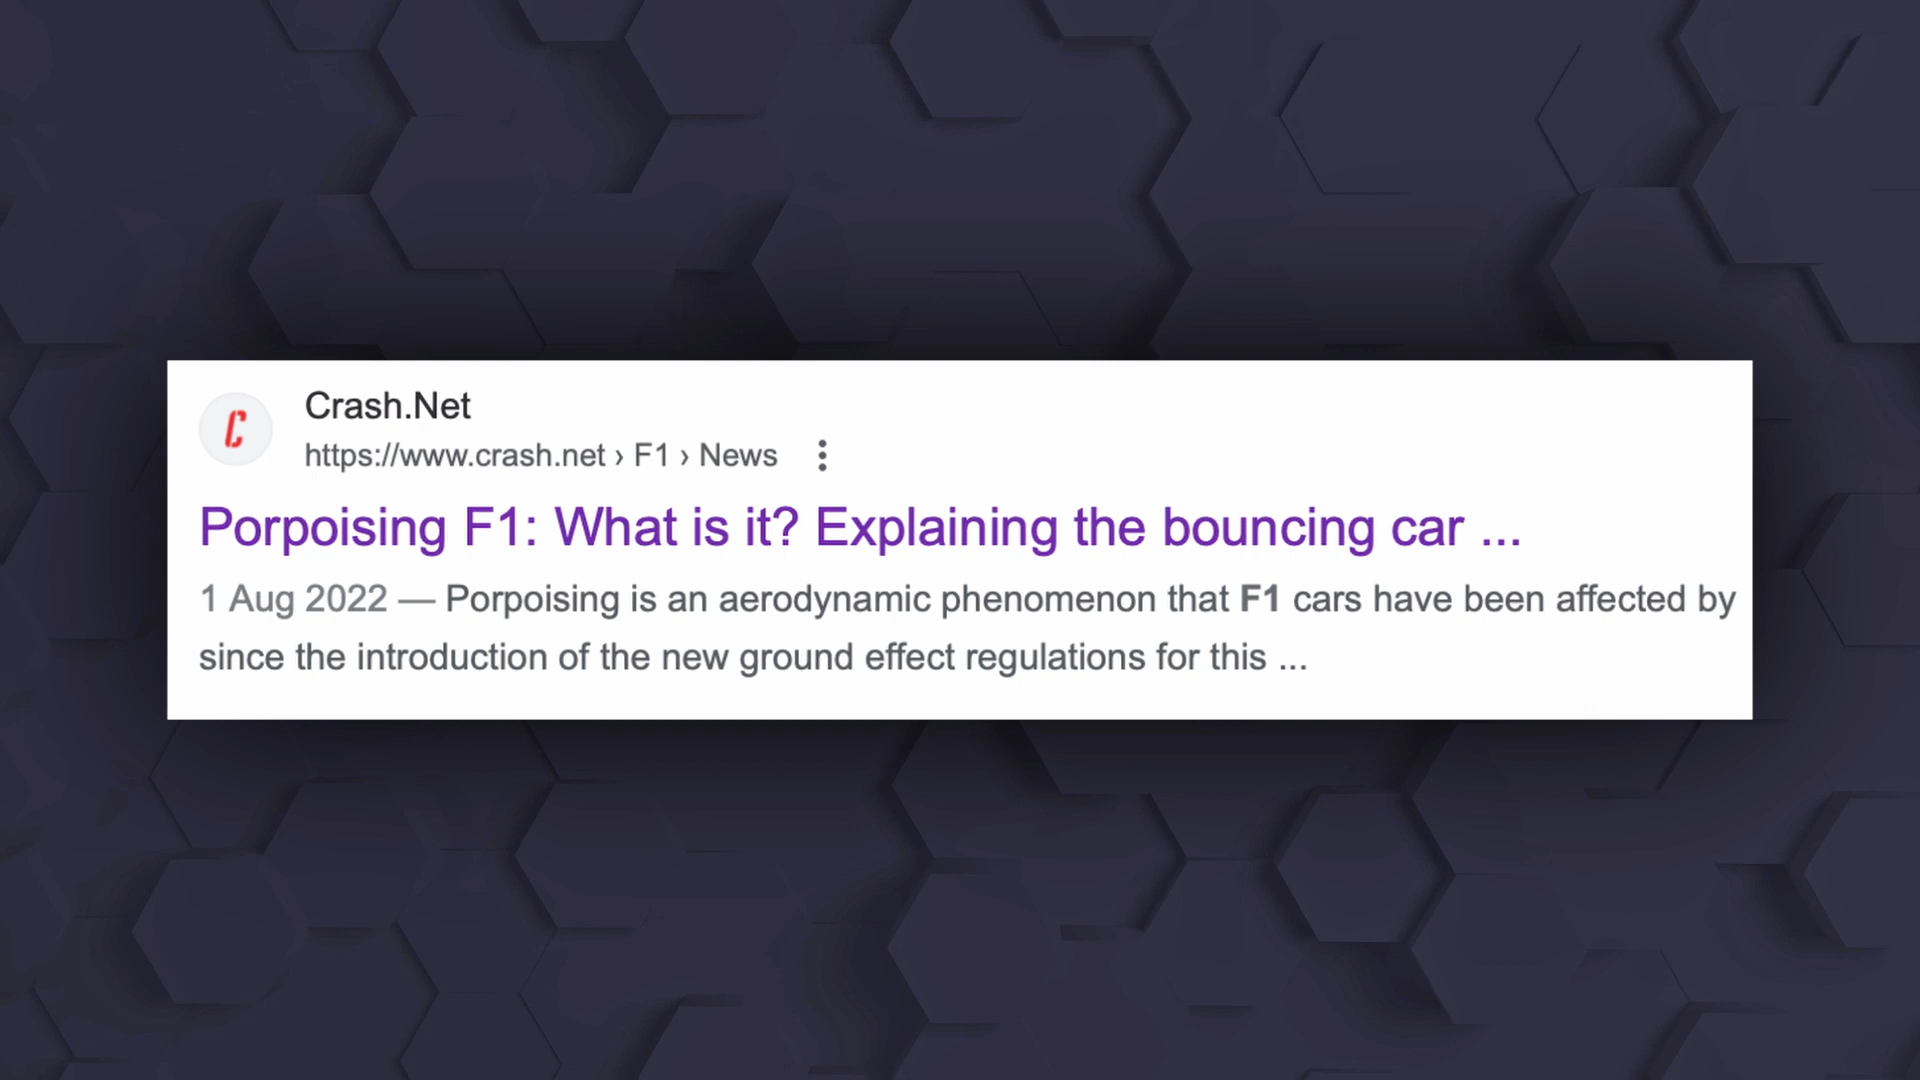 Crash.Net
https://www.crash.net › F1 › News
Porpoising F1: What is it? Explaining the bouncing car ...
1 Aug 2022 — Porpoising is an aerodynamic phenomenon that F1 cars have been affected by
since the introduction of the new ground effect regulations for this ...